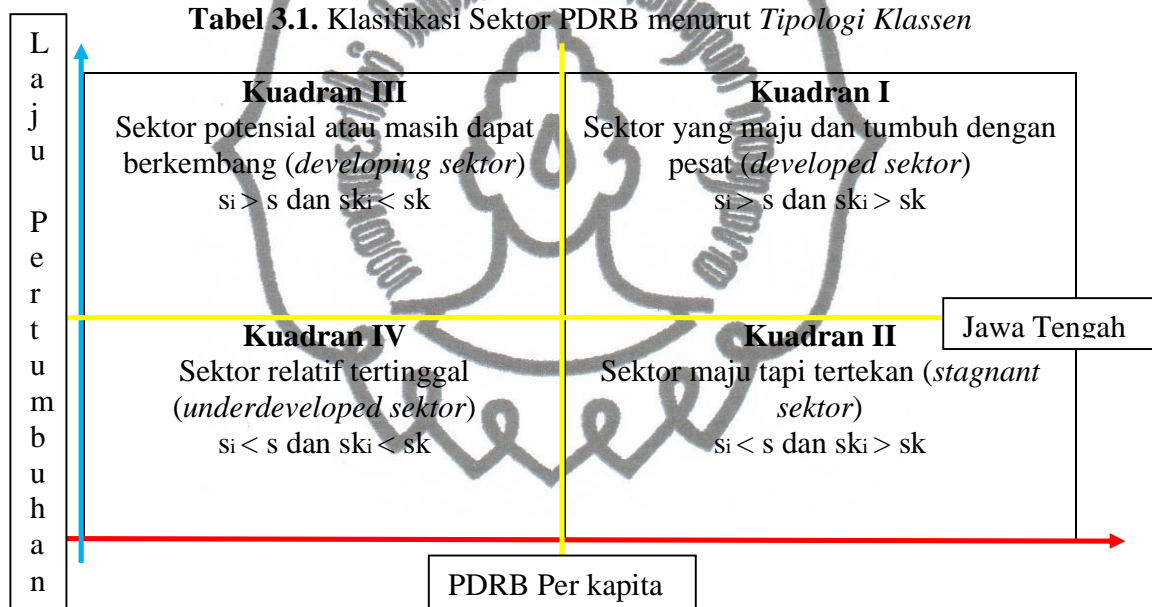 Tabel 3.1. Klasifikasi Sektor PDRB menurut Tipologi Klassen
Laju Pertumbuhan
Kuadran III
Sektor potensial atau masih dapat
berkembang (developing sektor)
si > s dan ski < sk
Kuadran I
Sektor yang maju dan tumbuh dengan
pesat (developed sektor)
si > s dan ski > sk
Jawa Tengah
Kuadran IV
Sektor relatif tertinggal
(underdeveloped sektor)
si < s dan ski < sk
Kuadran II
Sektor maju tapi tertekan (stagnant
sektor)
si < s dan ski > sk
PDRB Per kapita